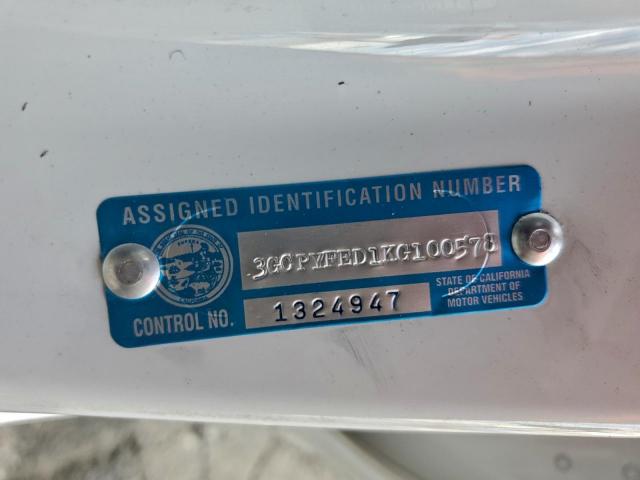 ASSIGNED IDENTIFICATION NUMBER
3GCPYFED1KG100578
CONTROL NO. 1324947
STATE OF CALIFORNIA
DEPARTMENT OF
MOTOR VEHICLES